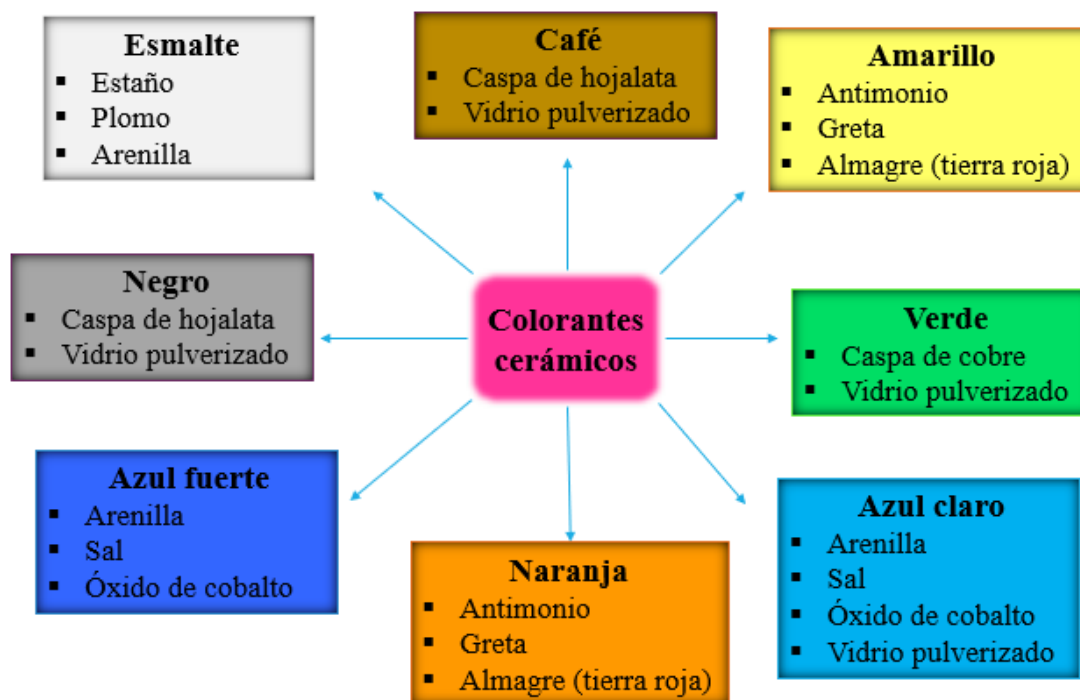 Esmalte
▪ Estaño
▪ Plomo
▪ Arenilla
Café
▪ Caspa de hojalata
▪ Vidrio pulverizado
Amarillo
▪ Antimonio
▪ Greta
▪ Almagre (tierra roja)
Negro
▪ Caspa de hojalata
▪ Vidrio pulverizado
Colorantes
cerámicos
Verde
▪ Caspa de cobre
▪ Vidrio pulverizado
Azul fuerte
▪ Arenilla
▪ Sal
▪ Óxido de cobalto
Naranja
▪ Antimonio
▪ Greta
▪ Almagre (tierra roja)
Azul claro
▪ Arenilla
▪ Sal
▪ Óxido de cobalto
▪ Vidrio pulverizado